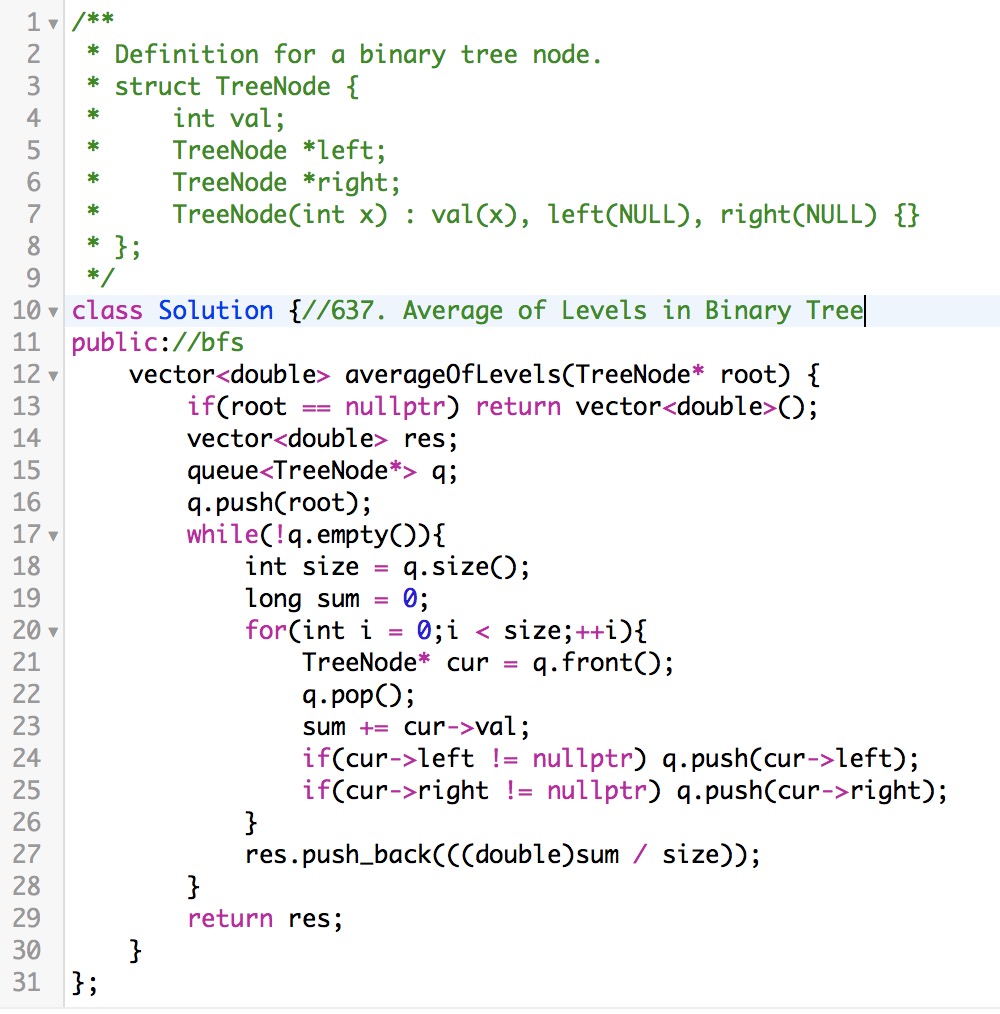 1 /**
2  * Definition for a binary tree node.
3  * struct TreeNode {
4  *     int val;
5  *     TreeNode *left;
6  *     TreeNode *right;
7  *     TreeNode(int x) : val(x), left(NULL), right(NULL) {}
8  * };
9  */
10 class Solution {//637. Average of Levels in Binary Tree
11 public://bfs
12     vector<double> averageOfLevels(TreeNode* root) {
13         if(root == nullptr) return vector<double>();
14         vector<double> res;
15         queue<TreeNode*> q;
16         q.push(root);
17         while(!q.empty()){
18             int size = q.size();
19             long sum = 0;
20             for(int i = 0;i < size;++i){
21                 TreeNode* cur = q.front();
22                 q.pop();
23                 sum += cur->val;
24                 if(cur->left != nullptr) q.push(cur->left);
25                 if(cur->right != nullptr) q.push(cur->right);
26             }
27             res.push_back(((double)sum / size));
28         }
29         return res;
30     }
31 };